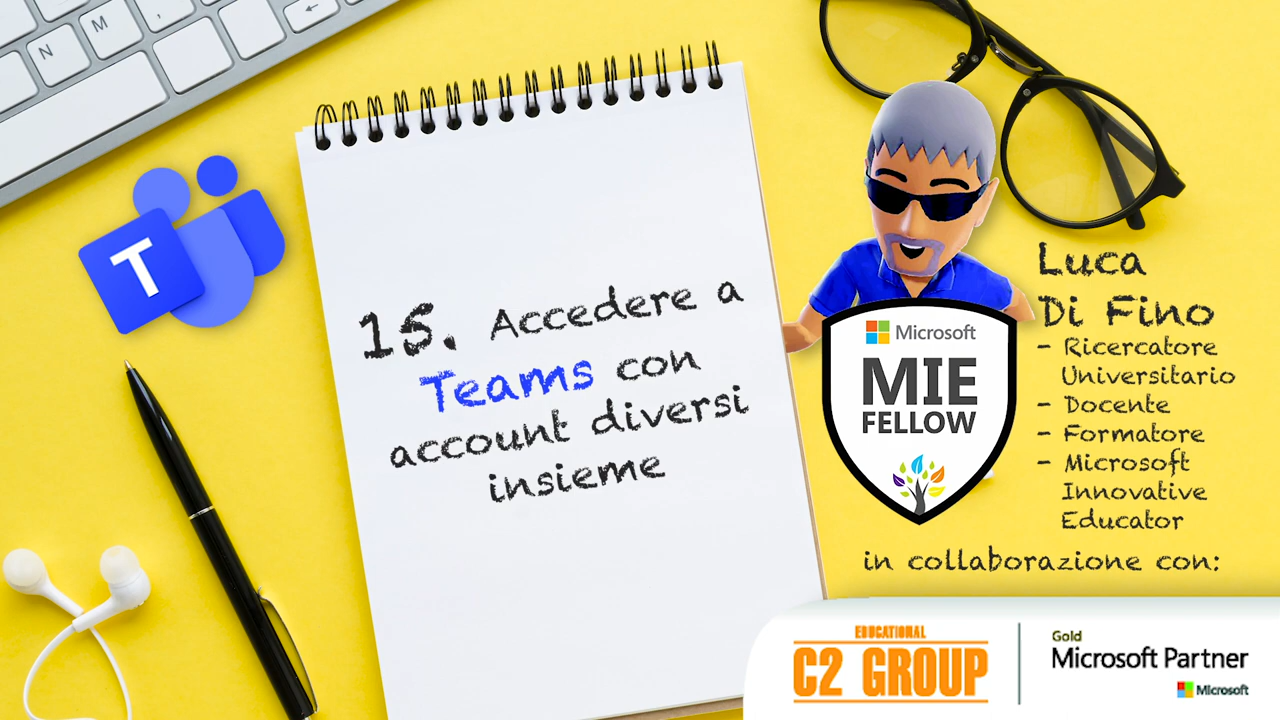 N M ,
T
15. Accedere a
Teams con
account diversi
insieme
Luca
Di Fino
- Ricercatore
Universitario
- Docente
- Formatore
- Microsoft
Innovative
Educator
Microsoft
MIE
FELLOW
in collaborazione con:
EDUCATIONAL
C2 GROUP
Gold
Microsoft Partner
Microsoft